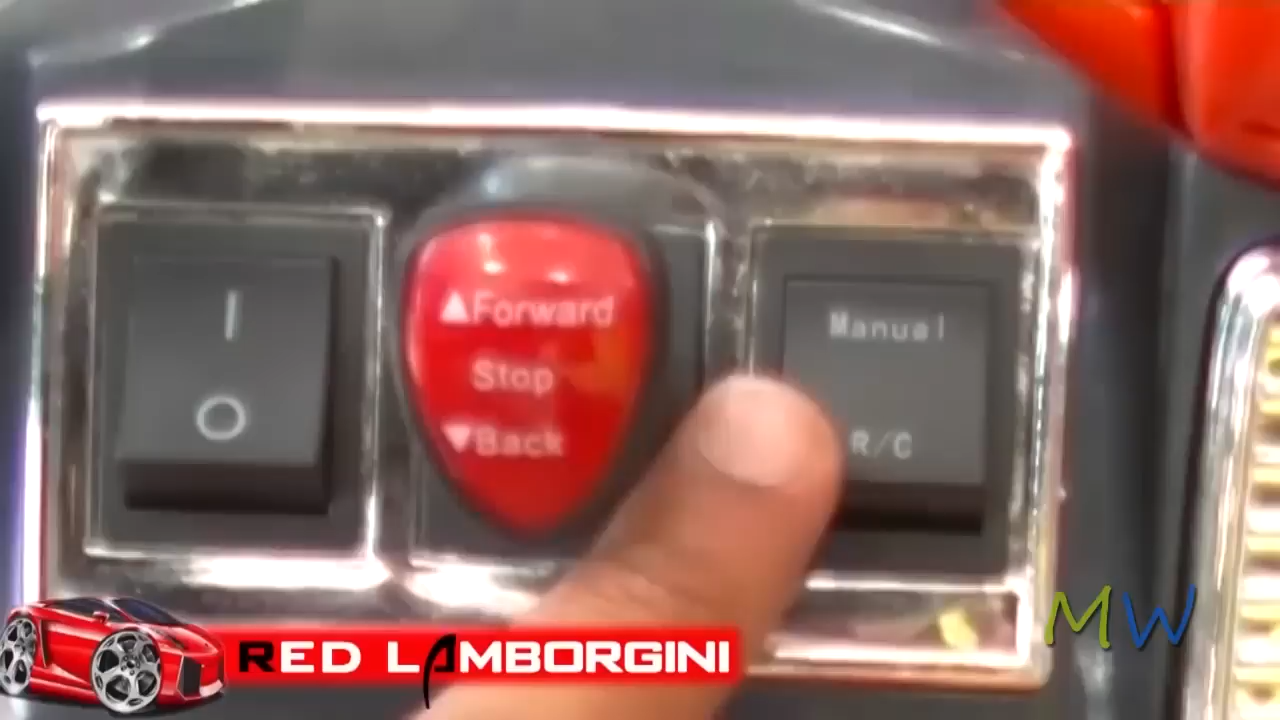 I
O
▲Forward
Stop
▼Back
Manual
R/C
RED LAMBORGINI
MW